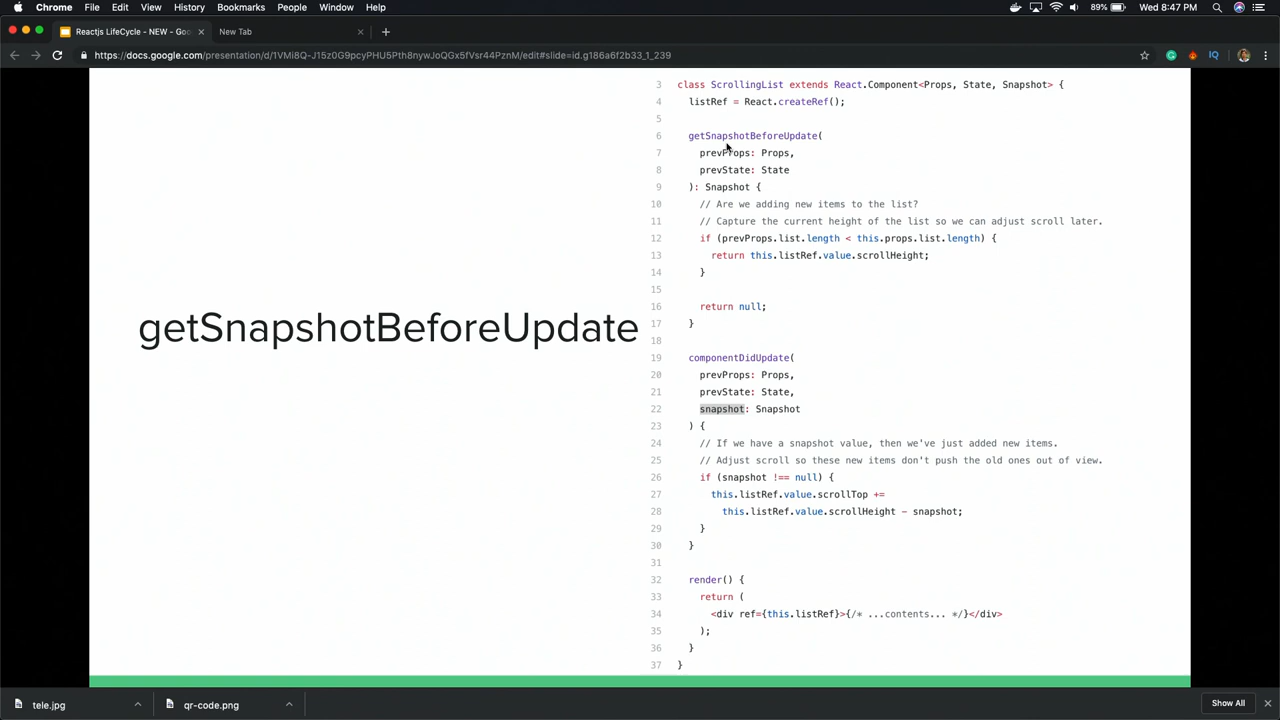 Chrome File Edit View History Bookmarks People Window Help
89% Wed 8:47 PM
Reactjs LifeCycle - NEW - Goo
New Tab
https://docs.google.com/presentation/d/1VMi8Q-J15z0G9pcyPHU5Pth8nywJoQGx5fVsr44PznM/edit#slide=id.g186a6f2b33_1_239
getSnapshotBeforeUpdate
3 class ScrollingList extends React.Component<Props, State, Snapshot> {
4 listRef = React.createRef();
5
6 getSnapshotBeforeUpdate(
7 prevProps: Props,
8 prevState: State
9 ): Snapshot {
10 // Are we adding new items to the list?
11 // Capture the current height of the list so we can adjust scroll later.
12 if (prevProps.list.length < this.props.list.length) {
13 return this.listRef.value.scrollHeight;
14 }
15
16 return null;
17 }
18
19 componentDidUpdate(
20 prevProps: Props,
21 prevState: State,
22 snapshot: Snapshot
23 ) {
24 // If we have a snapshot value, then we've just added new items.
25 // Adjust scroll so these new items don't push the old ones out of view.
26 if (snapshot !== null) {
27 this.listRef.value.scrollTop +=
28 this.listRef.value.scrollHeight - snapshot;
29 }
30 }
31
32 render() {
33 return (
34 <div ref={this.listRef}>{/* ...contents... */}</div>
35 );
36 }
37 }
tele.jpg
qr-code.png
Show All